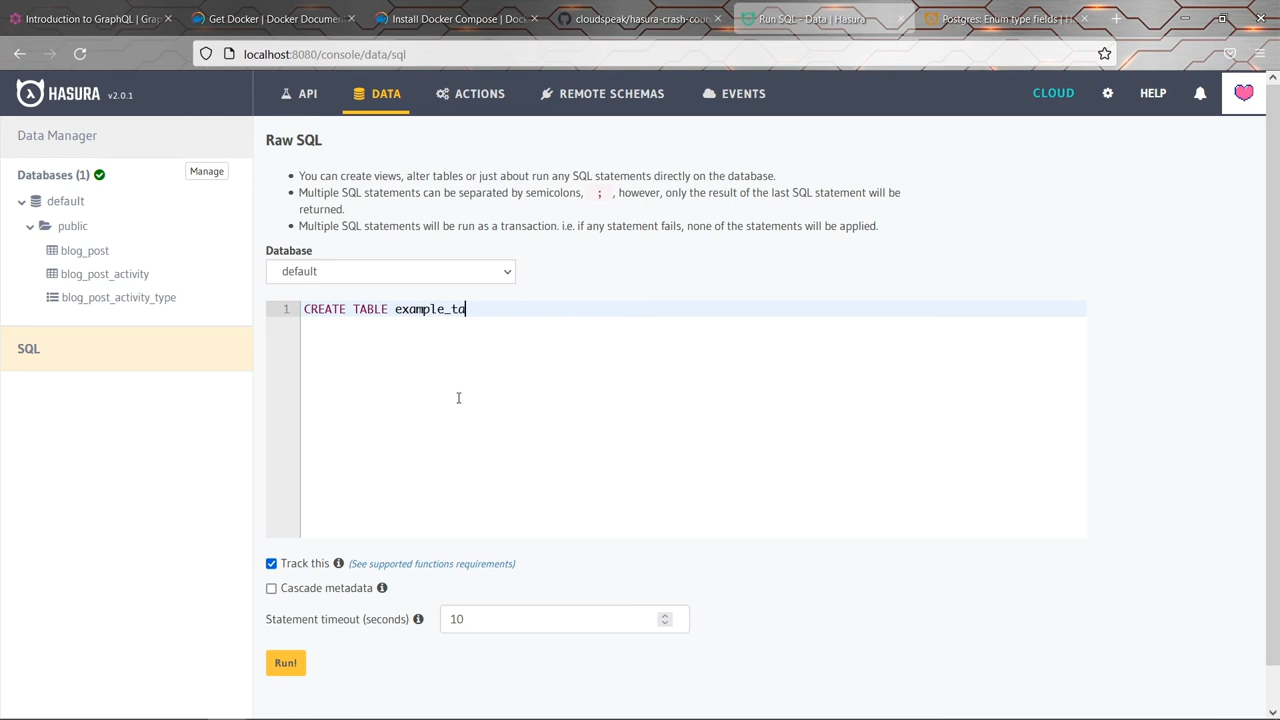 Introduction to GraphQL | Grap
Get Docker | Docker Documen
Install Docker Compose | Doc
cloudspeak/hasura-crash-cour
Run SQL - Data | Hasura
Postgres: Enum type fields | H
localhost:8080/console/data/sql
HASURA v2.0.1
API
DATA
ACTIONS
REMOTE SCHEMAS
EVENTS
CLOUD
HELP
Data Manager
Databases (1)
Manage
default
public
blog_post
blog_post_activity
blog_post_activity_type
SQL
Raw SQL
You can create views, alter tables or just about run any SQL statements directly on the database.
Multiple SQL statements can be separated by semicolons, ; , however, only the result of the last SQL statement will be
returned.
Multiple SQL statements will be run as a transaction. i.e. if any statement fails, none of the statements will be applied.
Database
default
1 CREATE TABLE example_ta
Track this (See supported functions requirements)
Cascade metadata
Statement timeout (seconds) 10
Run!